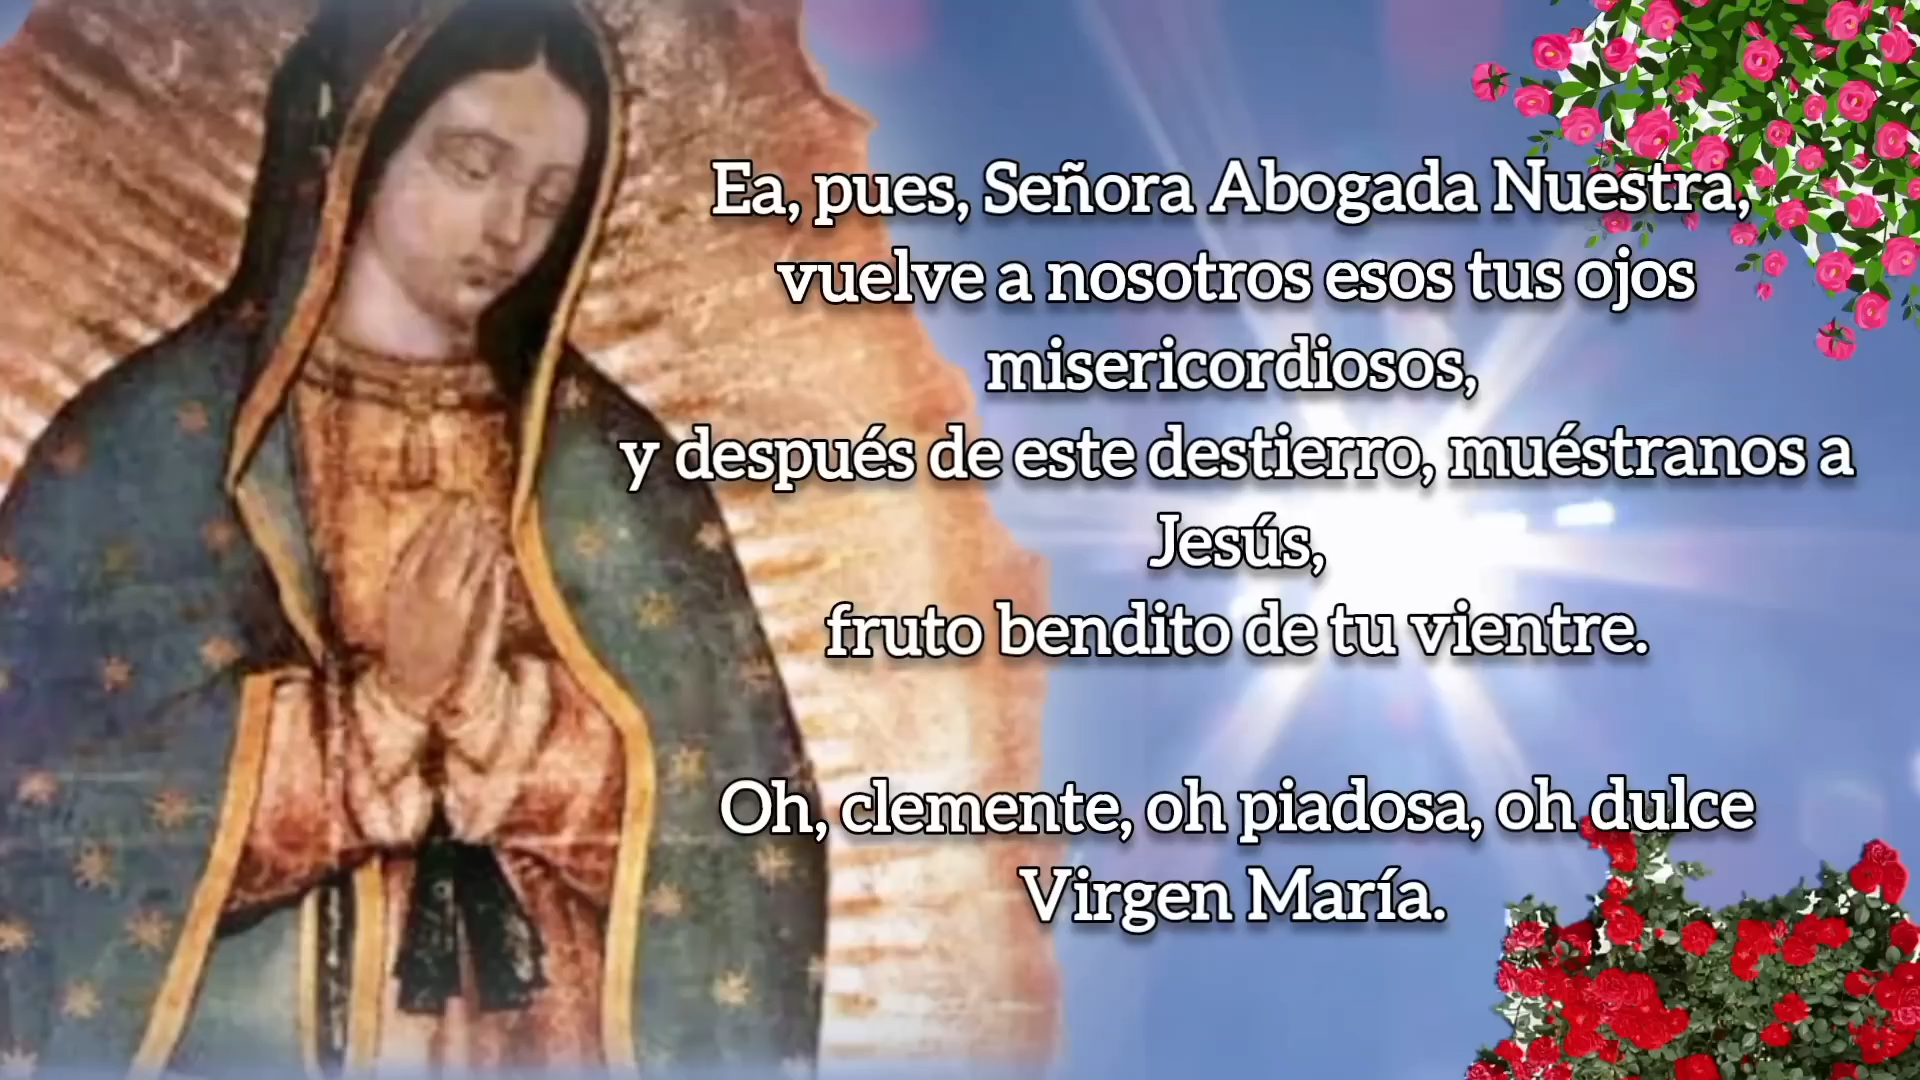 Ea, pues, Señora Abogada Nuestra,
vuelve a nosotros esos tus ojos
misericordiosos,
y después de este destierro, muéstranos a
Jesús,
fruto bendito de tu vientre.
Oh, clemente, oh piadosa, oh dulce
Virgen María.